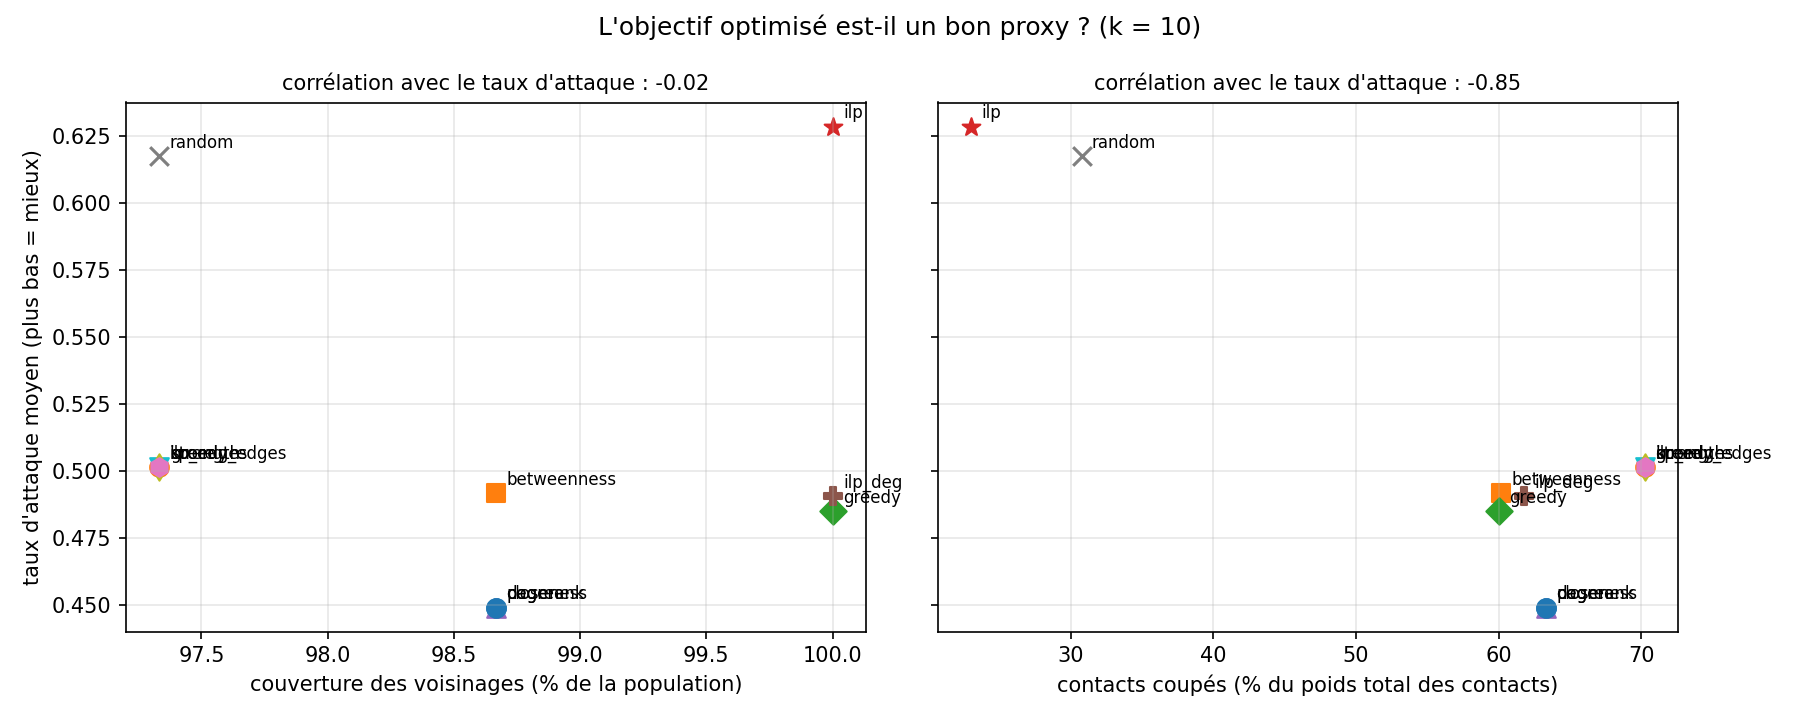 L'objectif optimisé est-il un bon proxy ? (k = 10)
corrélation avec le taux d'attaque : -0.02
corrélation avec le taux d'attaque : -0.85
taux d'attaque moyen (plus bas = mieux)
0.625
0.600
0.575
0.550
0.525
0.500
0.475
0.450
ilp
random
betweenness
ilp_deg
greedy
97.5
98.0
98.5
99.0
99.5
100.0
couverture des voisinages (% de la population)
ilp
random
betweenness
ilp_deg
greedy
30
40
50
60
70
contacts coupés (% du poids total des contacts)